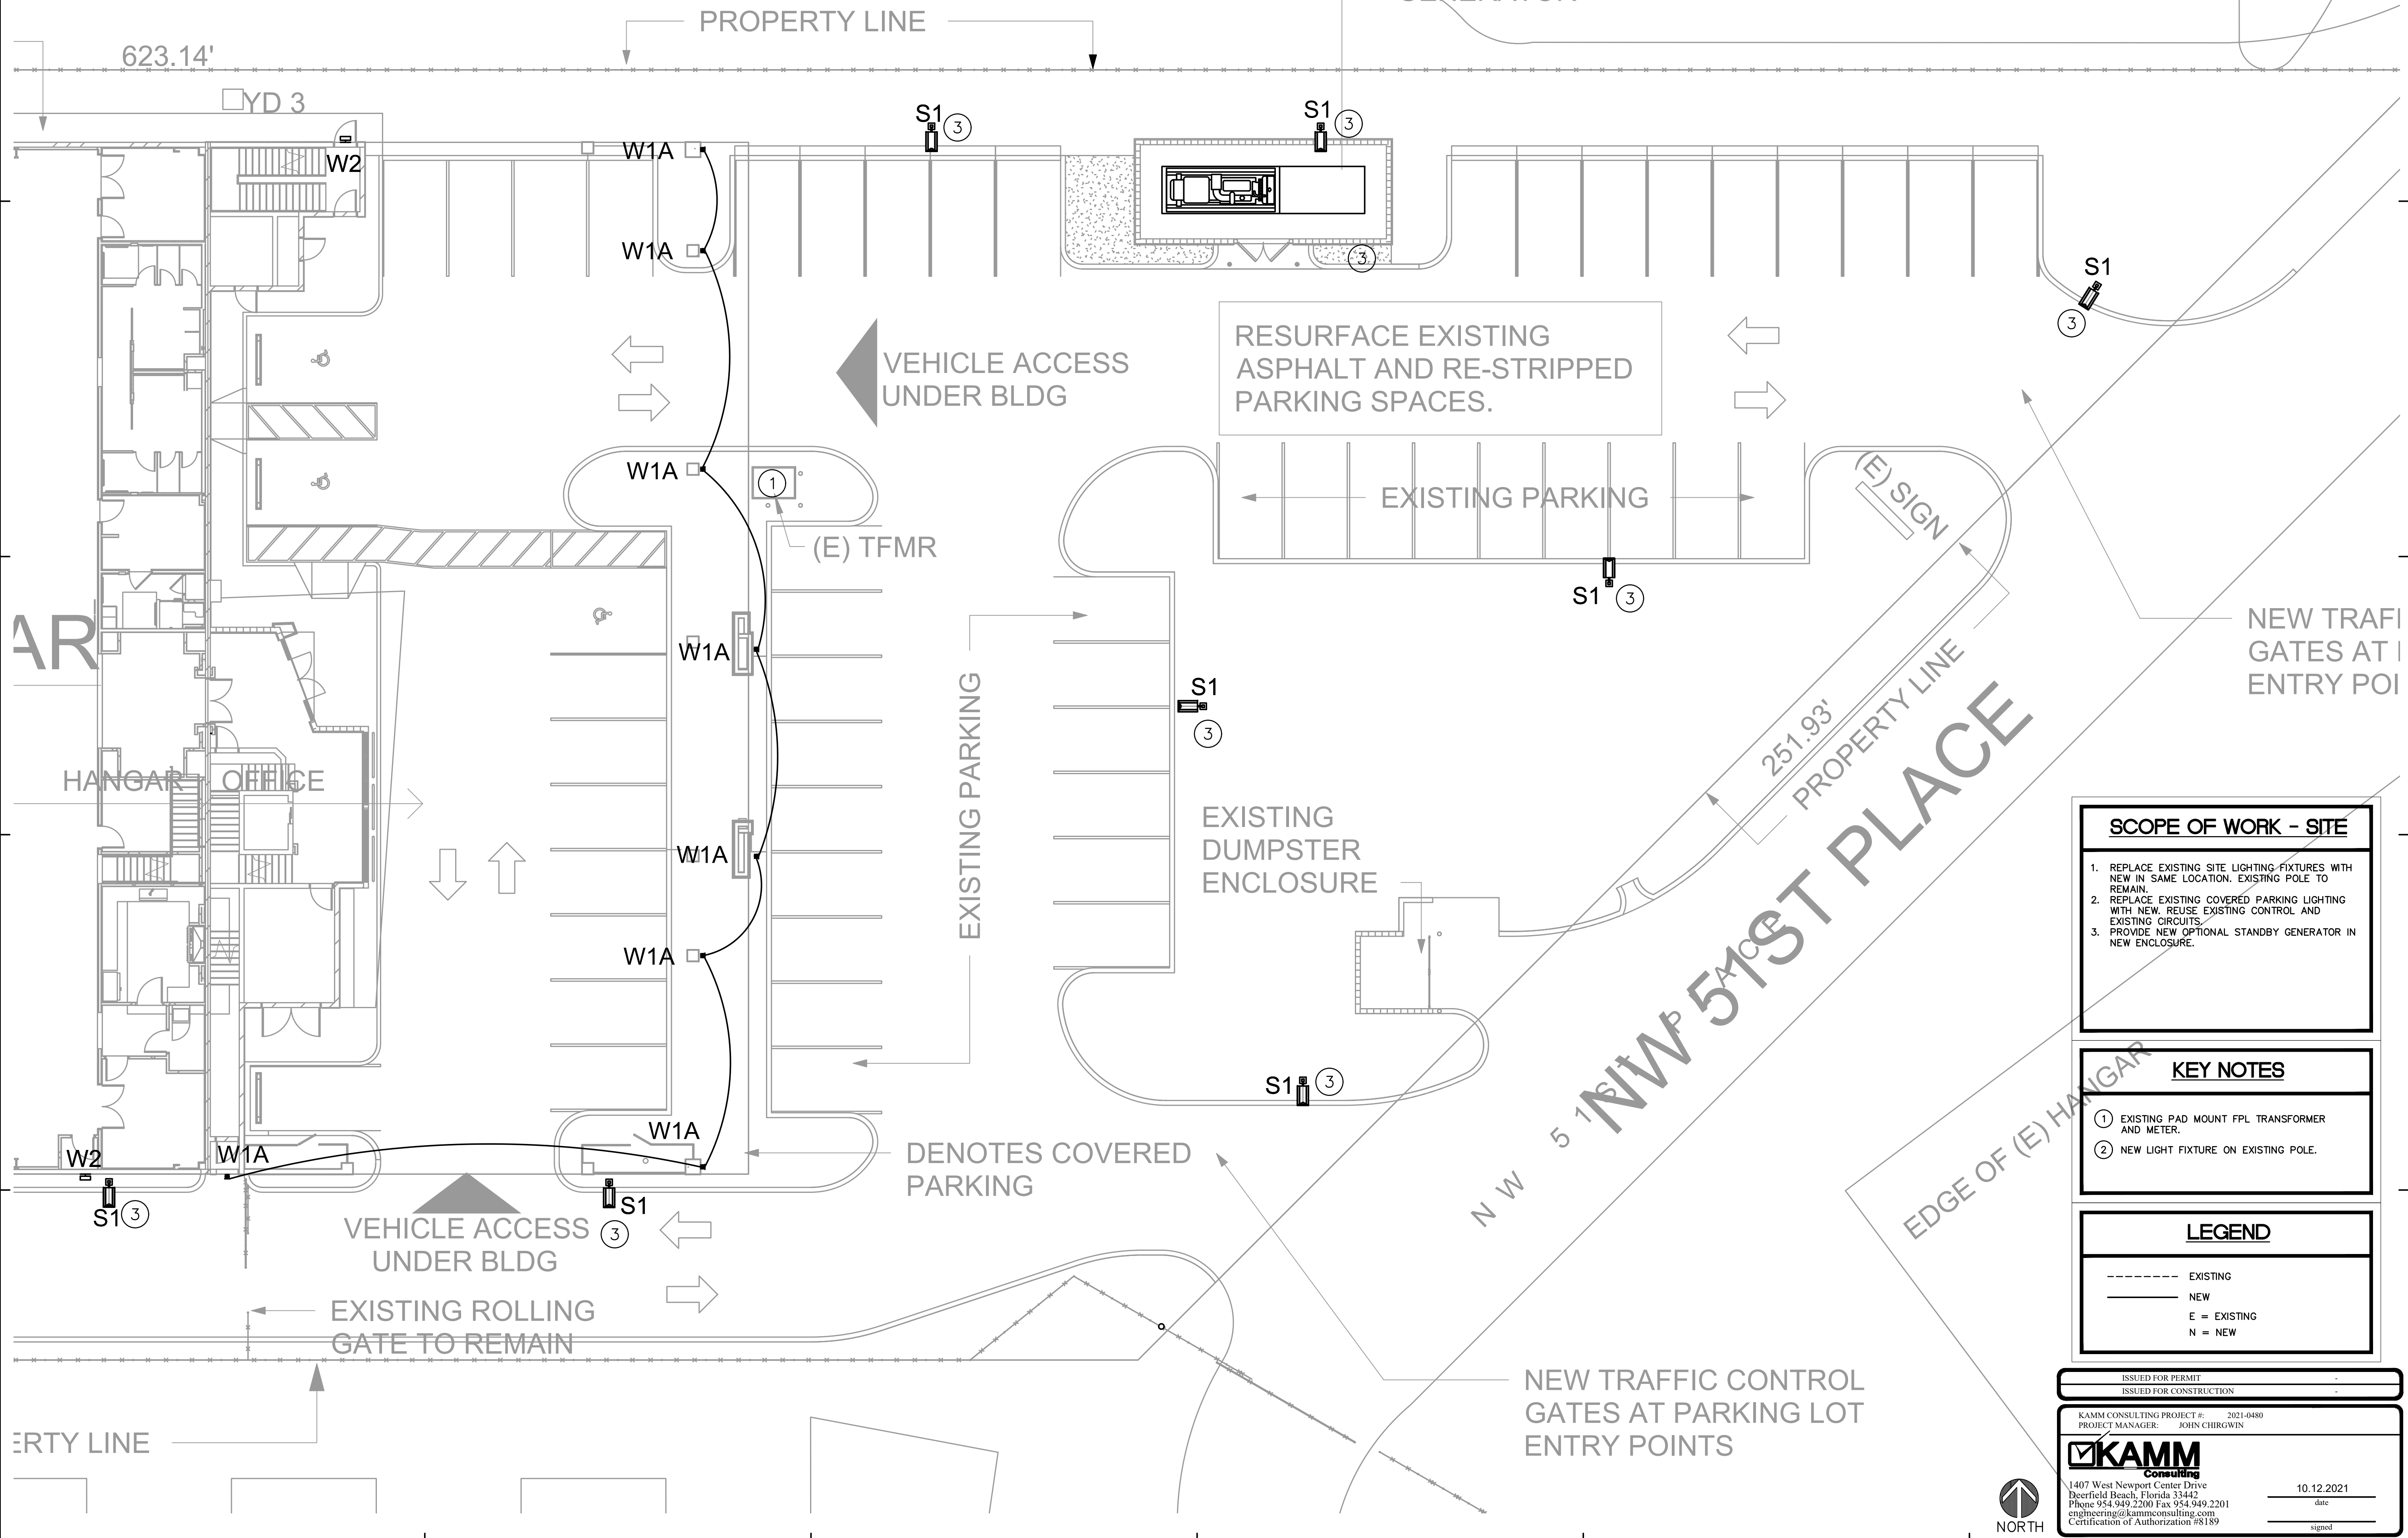 PROPERTY LINE
623.14'
YD 3
W2
W1A
S1
3
S1
3
W1A
3
S1
3
VEHICLE ACCESS
UNDER BLDG
RESURFACE EXISTING
ASPHALT AND RE-STRIPPED
PARKING SPACES.
W1A
1
(E) TFMR
EXISTING PARKING
(E) SIGN
S1
3
NEW TRAFI
GATES AT
ENTRY POI
AR
W1A
EXISTING PARKING
S1
3
251.93'
PROPERTY LINE
NW 51ST PLACE
N W 5 1 S T P L A C E
HANGAR
OFFICE
W1A
EXISTING
DUMPSTER
ENCLOSURE
W1A
S1
3
W1A
DENOTES COVERED
PARKING
W2
W1A
S1
3
S1
3
VEHICLE ACCESS
UNDER BLDG
EXISTING ROLLING
GATE TO REMAIN
ERTY LINE
NEW TRAFFIC CONTROL
GATES AT PARKING LOT
ENTRY POINTS
EDGE OF (E) HANGAR
SCOPE OF WORK - SITE
1. REPLACE EXISTING SITE LIGHTING FIXTURES WITH
NEW IN SAME LOCATION. EXISTING POLE TO
REMAIN.
2. REPLACE EXISTING COVERED PARKING LIGHTING
WITH NEW. REUSE EXISTING CONTROL AND
EXISTING CIRCUITS.
3. PROVIDE NEW OPTIONAL STANDBY GENERATOR IN
NEW ENCLOSURE.
KEY NOTES
1 EXISTING PAD MOUNT FPL TRANSFORMER
AND METER.
2 NEW LIGHT FIXTURE ON EXISTING POLE.
LEGEND
EXISTING
NEW
E = EXISTING
N = NEW
ISSUED FOR PERMIT -
ISSUED FOR CONSTRUCTION -
KAMM CONSULTING PROJECT #: 2021-0480
PROJECT MANAGER: JOHN CHIRGWIN
KAMM
Consulting
1407 West Newport Center Drive
Deerfield Beach, Florida 33442
Phone 954.949.2200 Fax 954.949.2201
engineering@kammconsulting.com
Certification of Authorization #8189
10.12.2021
date
signed
NORTH